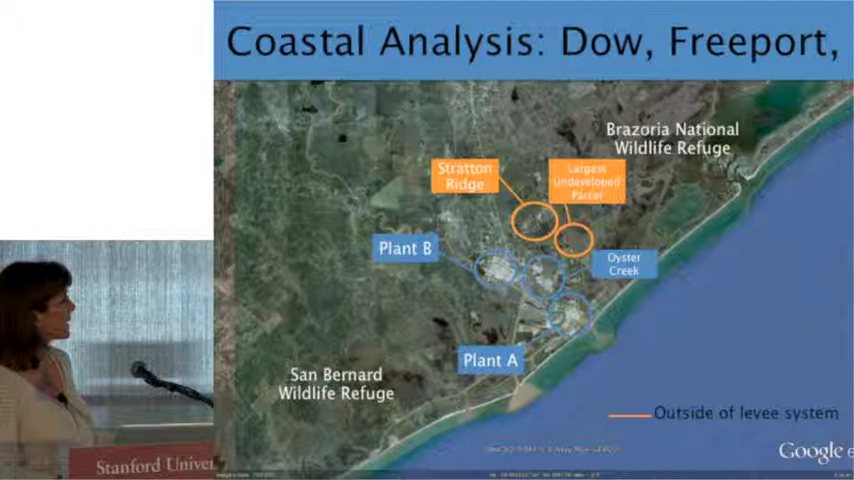 Coastal Analysis: Dow, Freeport,
Brazoria National
Wildlife Refuge
Stratton
Ridge
Largest
Undeveloped
Parcel
Plant B
Oyster
Creek
Plant A
San Bernard
Wildlife Refuge
Outside of levee system
Google e
Stanford Univer